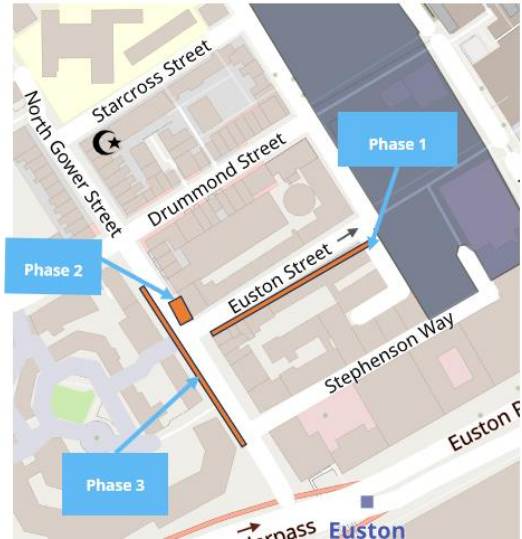 Starcross Street
North Gower Street
Phase 1
Drummond Street
Phase 2
Euston Street
Stephenson Way
Phase 3
Euston
Euston